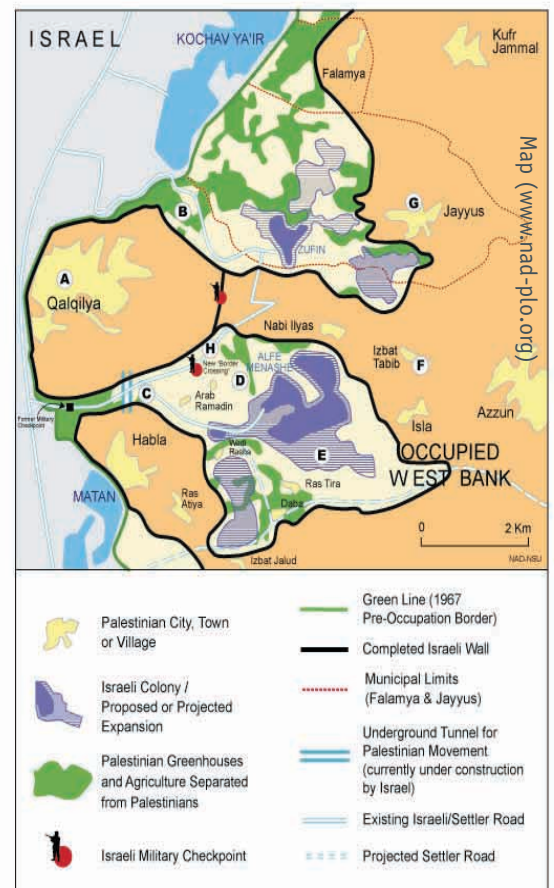 ISRAEL
KOCHAV YA'IR
Kufr
Jammal
Falamya
Map (www.nad-plo.org)
B
G
Jayyus
ZUFIN
A
Qalqilya
Nabi Ilyas
H
New 'Border
Crossing'
ALFE
MENASHE
Izbat
Tabib
F
D
C
Arab
Ramadin
Former Military
Checkpoint
Isla
Azzun
Habla
Wadi
Rasha
E
OCCUPIED
WEST BANK
MATAN
Ras
Atiya
Ras Tira
Daba
0
2 Km
Izbat Jalud
NAD-NSU
Palestinian City, Town
or Village
Israeli Colony /
Proposed or Projected
Expansion
Palestinian Greenhouses
and Agriculture Separated
from Palestinians
Israeli Military Checkpoint
Green Line (1967
Pre-Occupation Border)
Completed Israeli Wall
Municipal Limits
(Falamya & Jayyus)
Underground Tunnel for
Palestinian Movement
(currently under construction
by Israel)
Existing Israeli/Settler Road
Projected Settler Road